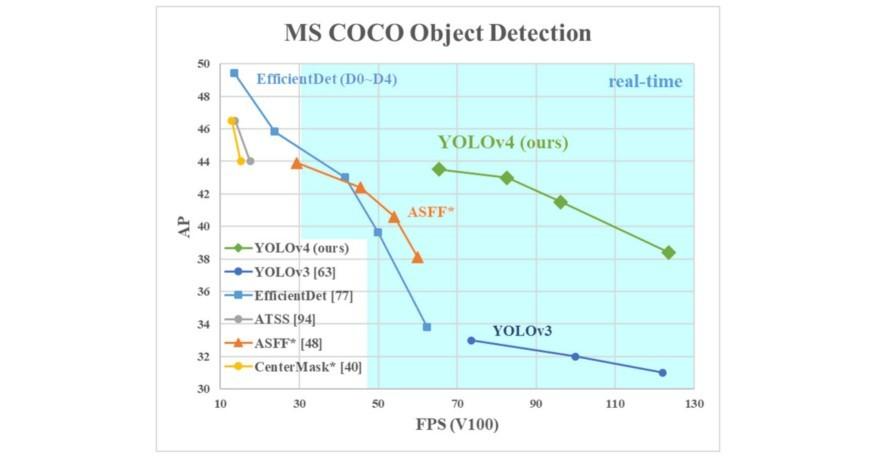 MS COCO Object Detection
50
EfficientDet (D0~D4)
real-time
48
46
YOLOv4 (ours)
44
42
ASFF*
40
AP
YOLOv4 (ours)
38
YOLOv3 [63]
36
EfficientDet [77]
34
ATSS [94]
YOLOv3
ASFF* [48]
32
CenterMask* [40]
30
10 30 50 70 90 110 130
FPS (V100)